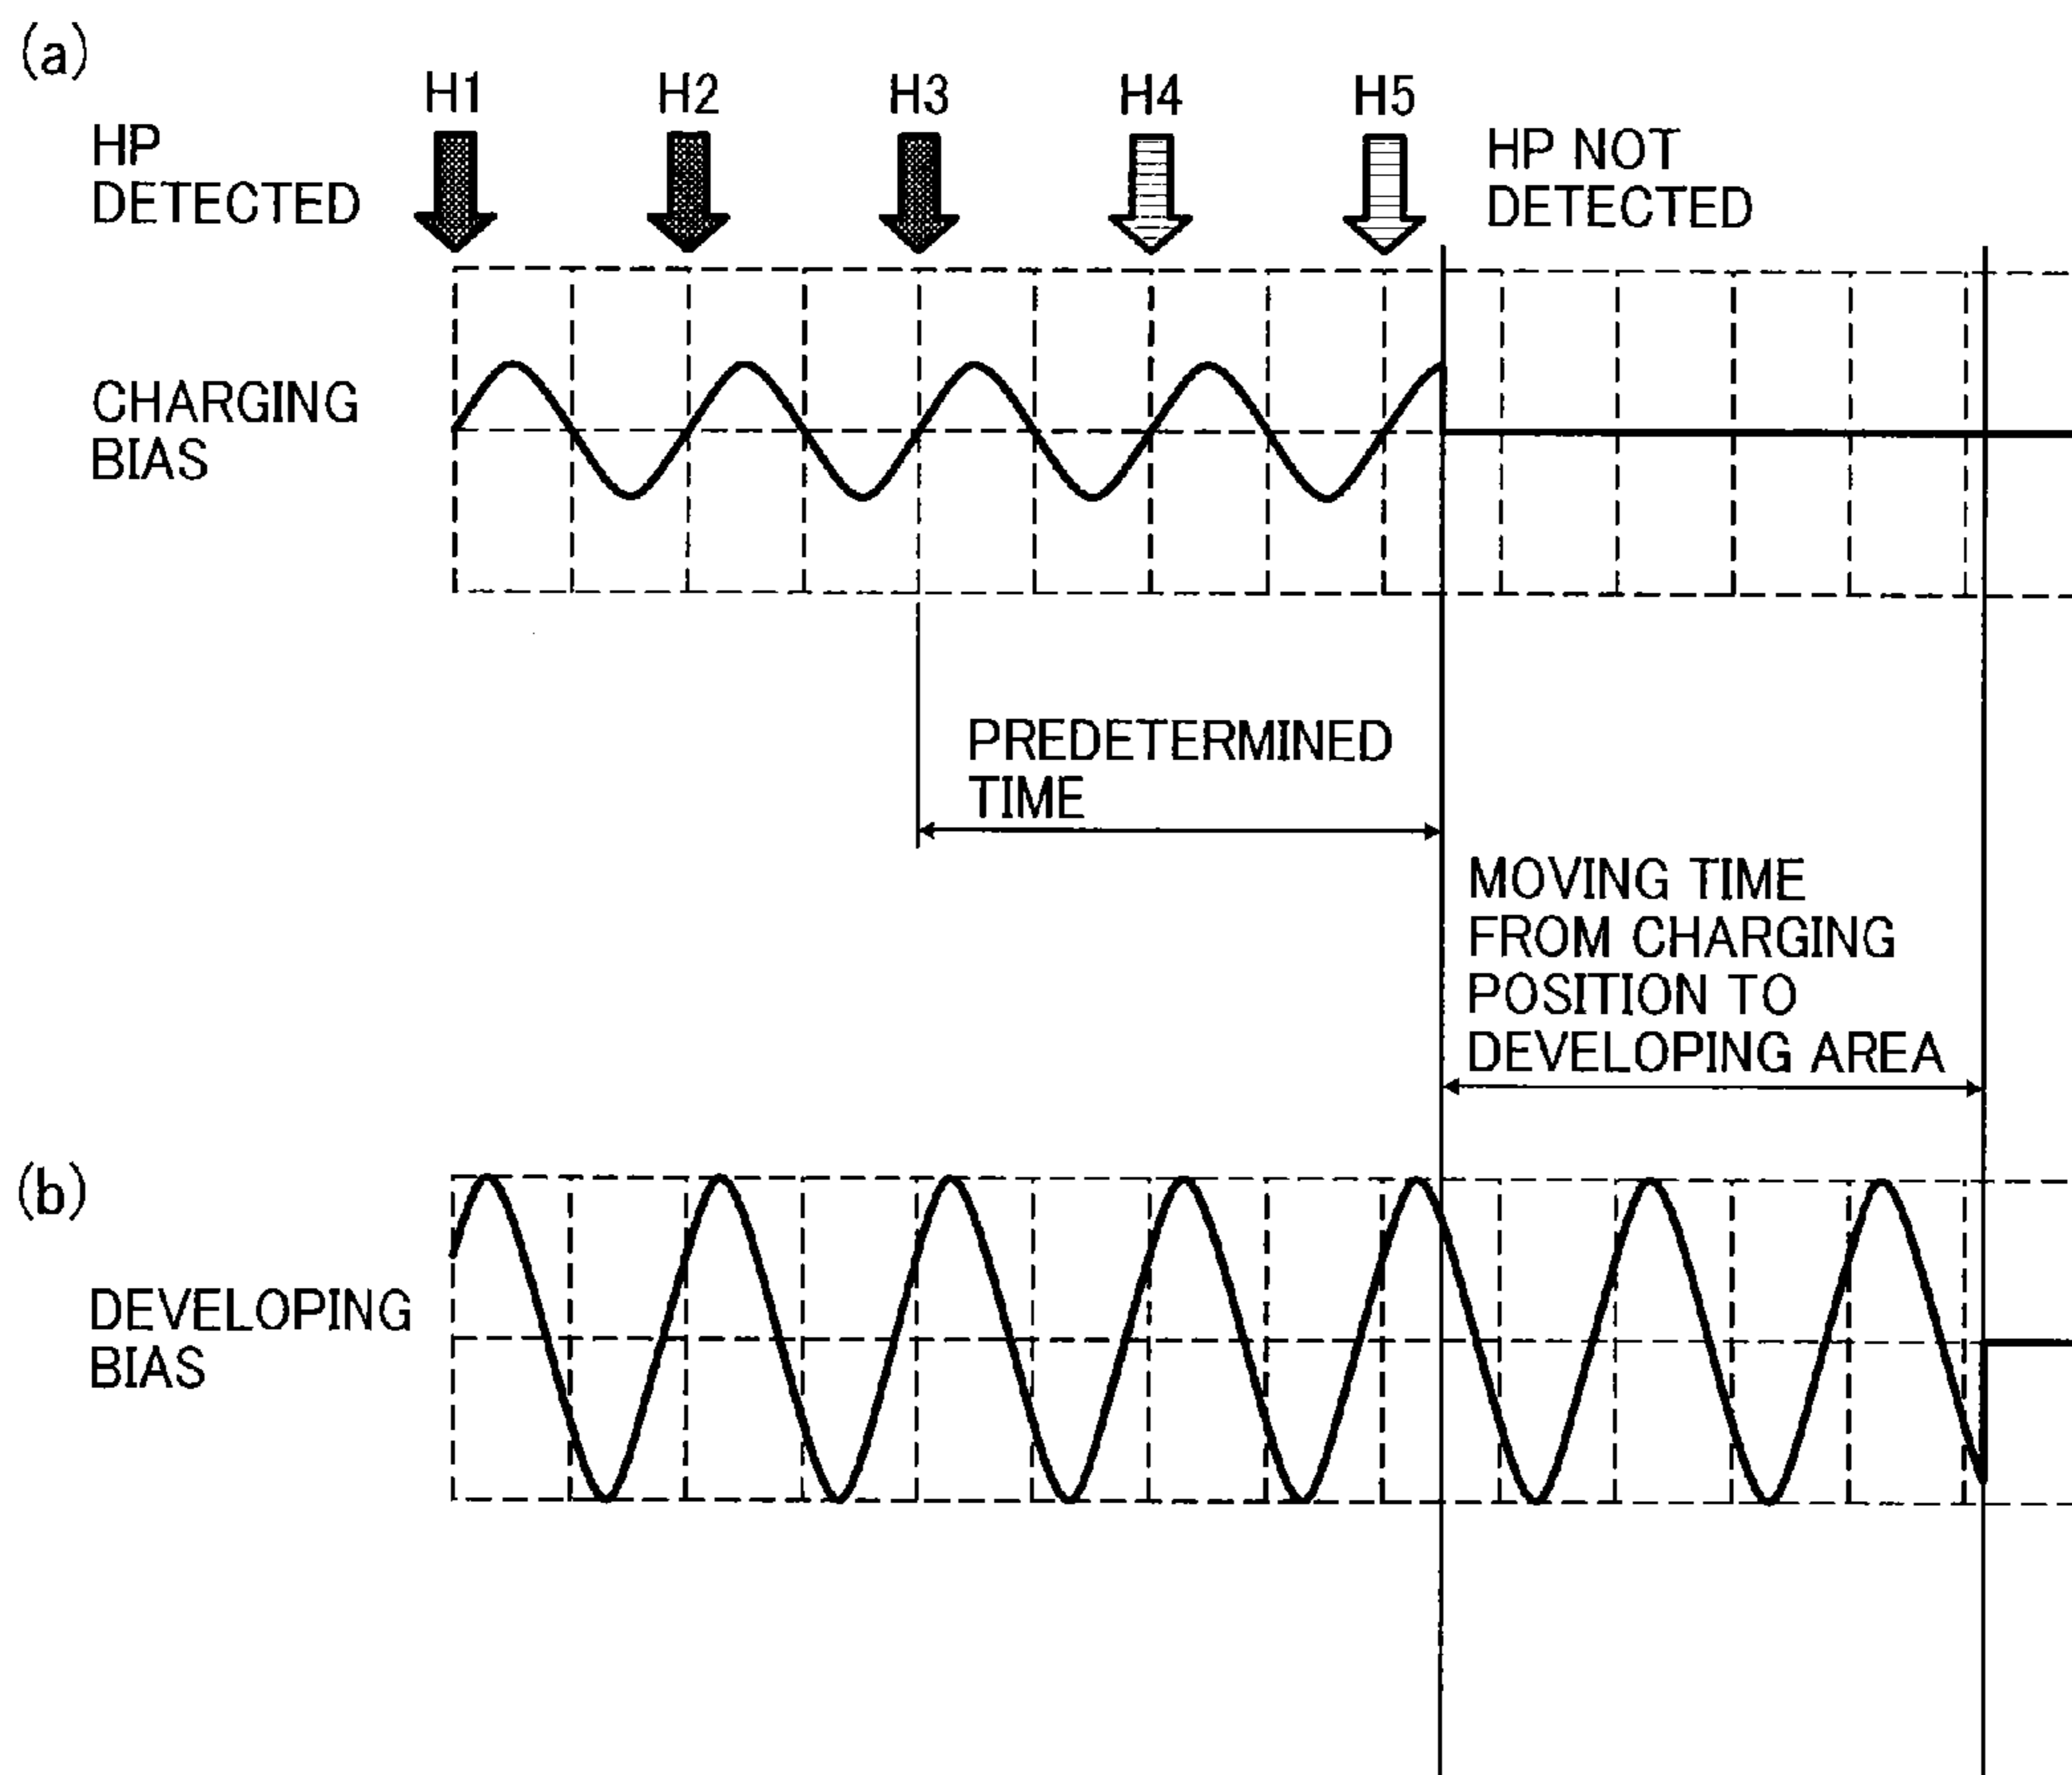 (a)
H1 H2 H3 H4 H5
HP
DETECTED
HP NOT
DETECTED
CHARGING
BIAS
PREDETERMINED
TIME
MOVING TIME
FROM CHARGING
POSITION TO
DEVELOPING AREA
(b)
DEVELOPING
BIAS